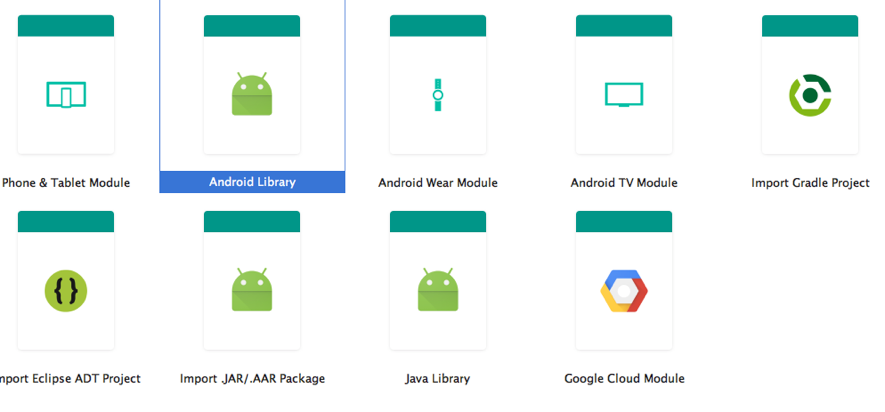 Phone & Tablet Module
Android Library
Android Wear Module
Android TV Module
Import Gradle Project
mport Eclipse ADT Project
Import .JAR/.AAR Package
Java Library
Google Cloud Module